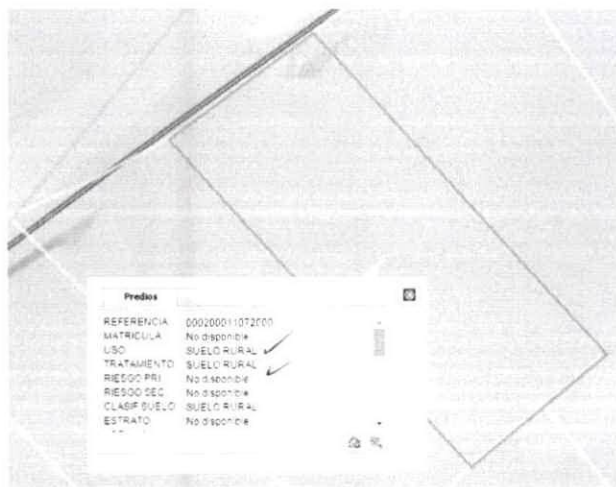 Predios
REFERENCIA 000200011072000
MATRICULA No disponible
USO SUELO RURAL
TRATAMIENTO SUELO RURAL
RIESGO PRI No disponible
RIESGO SEC No disponible
CLASIF SUELO SUELO RURAL
ESTRATO No disponible